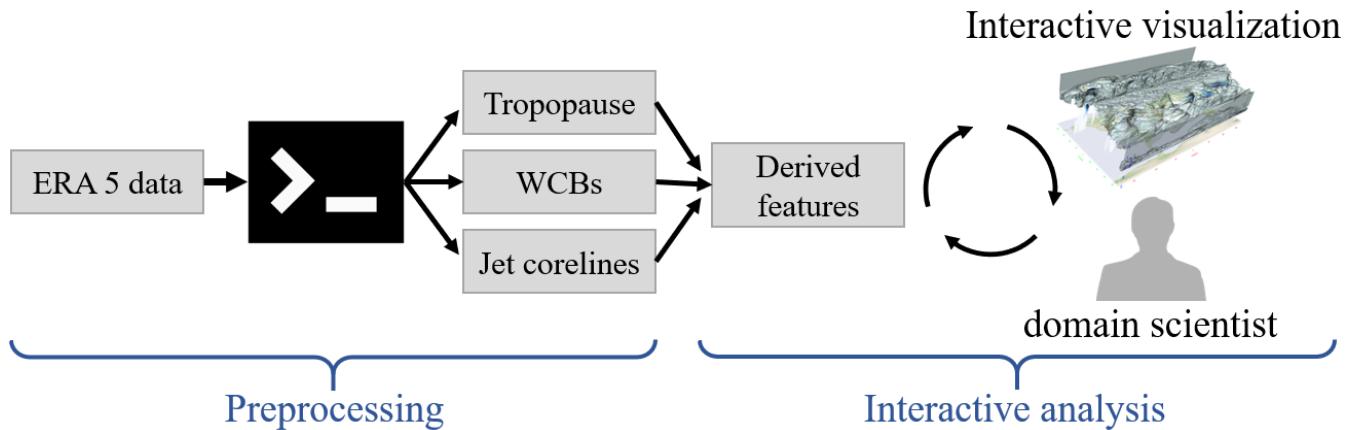 Interactive visualization
Tropopause
ERA 5 data
WCBs
Derived
features
Jet corelines
domain scientist
Preprocessing
Interactive analysis